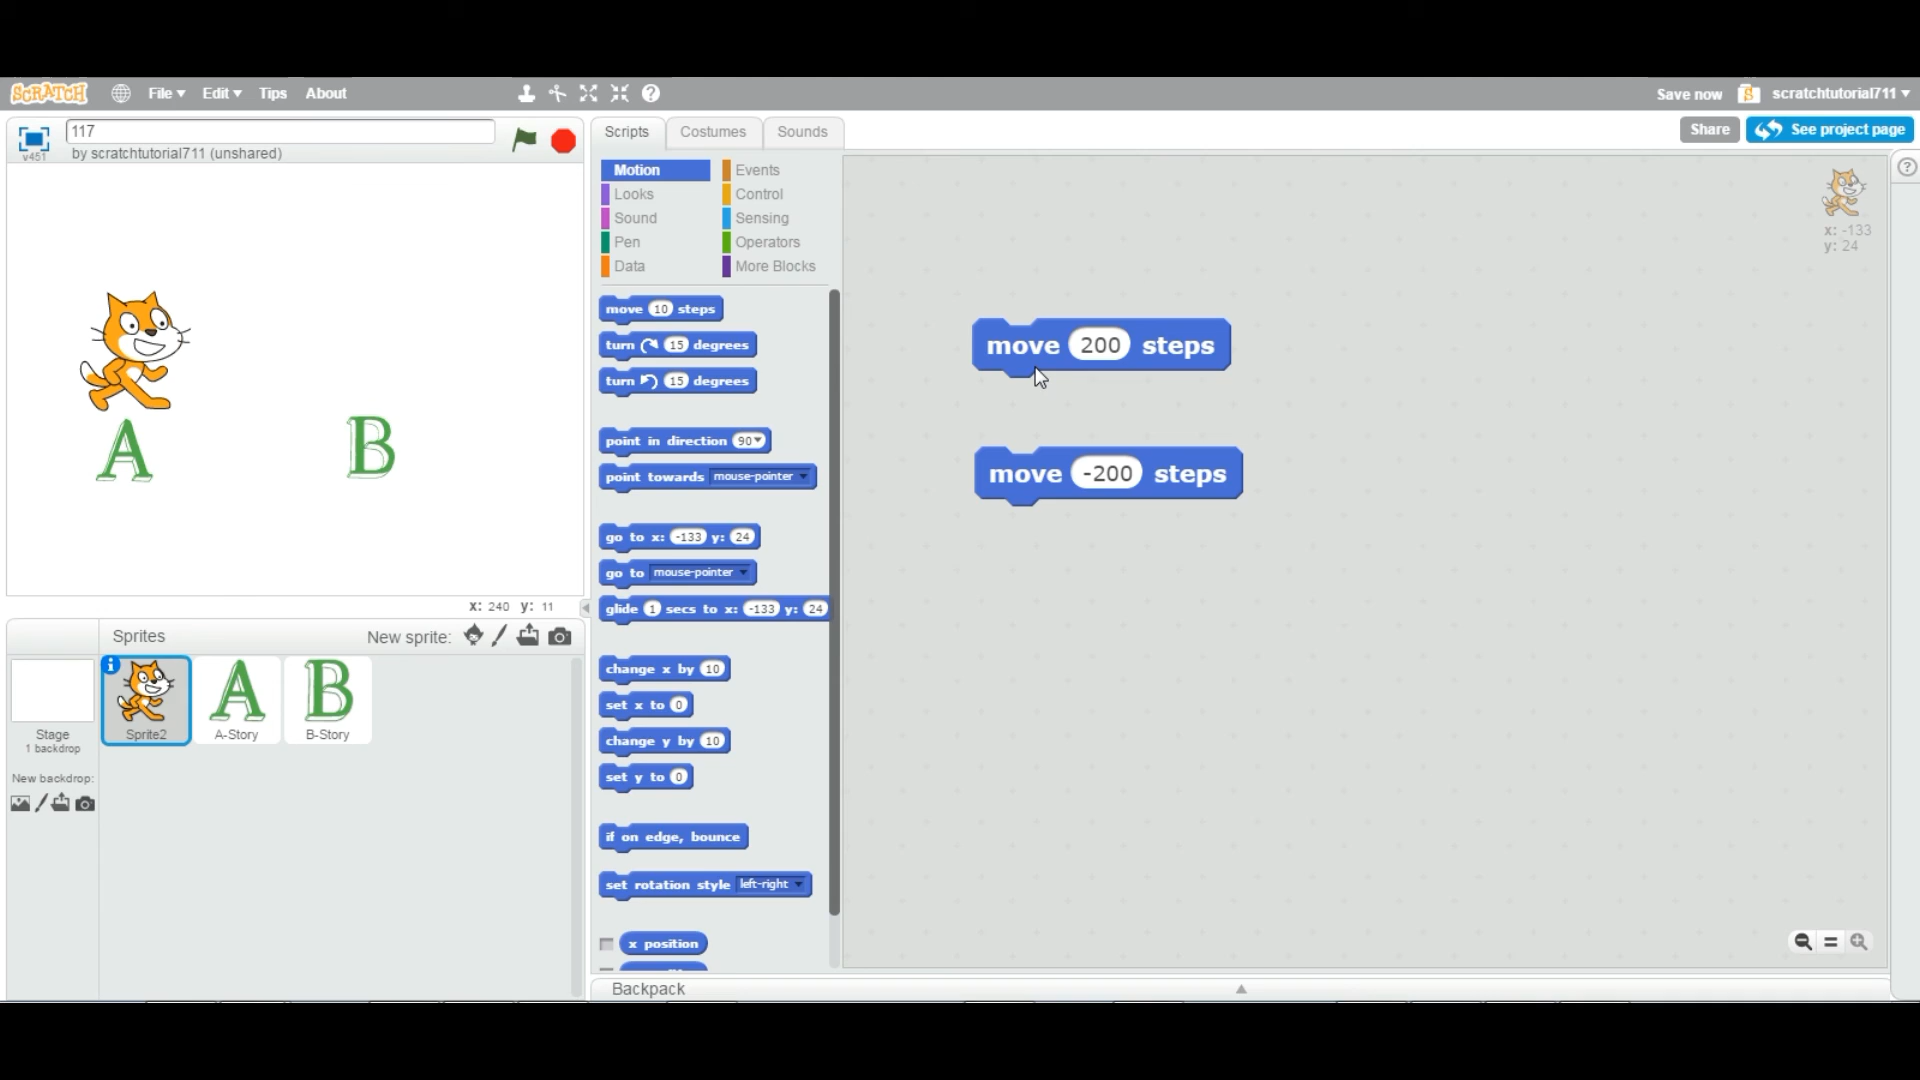 SCRATCH File Edit Tips About Save now scratchtutorial711
117
by scratchtutorial711 (unshared)
v451
Scripts Costumes Sounds
Share See project page
Motion Events
Looks Control
Sound Sensing
Pen Operators
Data More Blocks
x: -133
y: 24
move 10 steps
turn 15 degrees
turn 15 degrees
point in direction 90
point towards mouse-pointer
go to x: -133 y: 24
go to mouse-pointer
glide 1 secs to x: -133 y: 24
change x by 10
set x to 0
change y by 10
set y to 0
if on edge, bounce
set rotation style left-right
x position
move 200 steps
move -200 steps
A B
x: 240 y: 11
Sprites New sprite:
Sprite2 A-Story B-Story
A B
Stage
1 backdrop
New backdrop:
Backpack